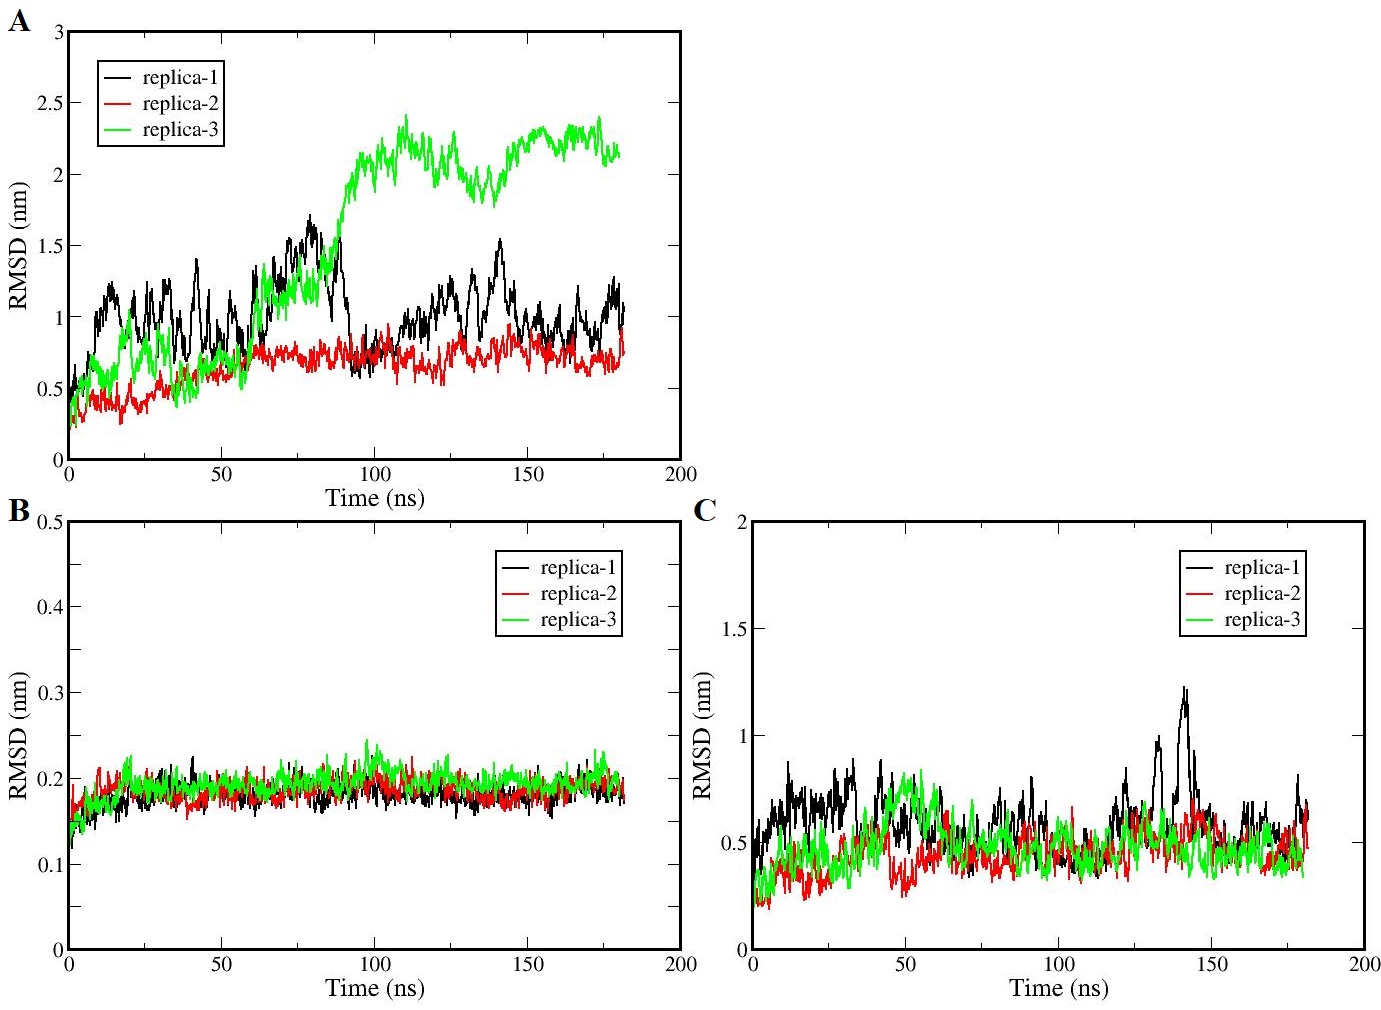 A
3
2.5
2
1.5
1
0.5
0
RMSD (nm)
replica-1
replica-2
replica-3
0 50 100 150 200
Time (ns)
B
0.5
0.4
0.3
0.2
0.1
0
RMSD (nm)
replica-1
replica-2
replica-3
0 50 100 150 200
Time (ns)
C
2
1.5
1
0.5
0
RMSD (nm)
replica-1
replica-2
replica-3
0 50 100 150 200
Time (ns)